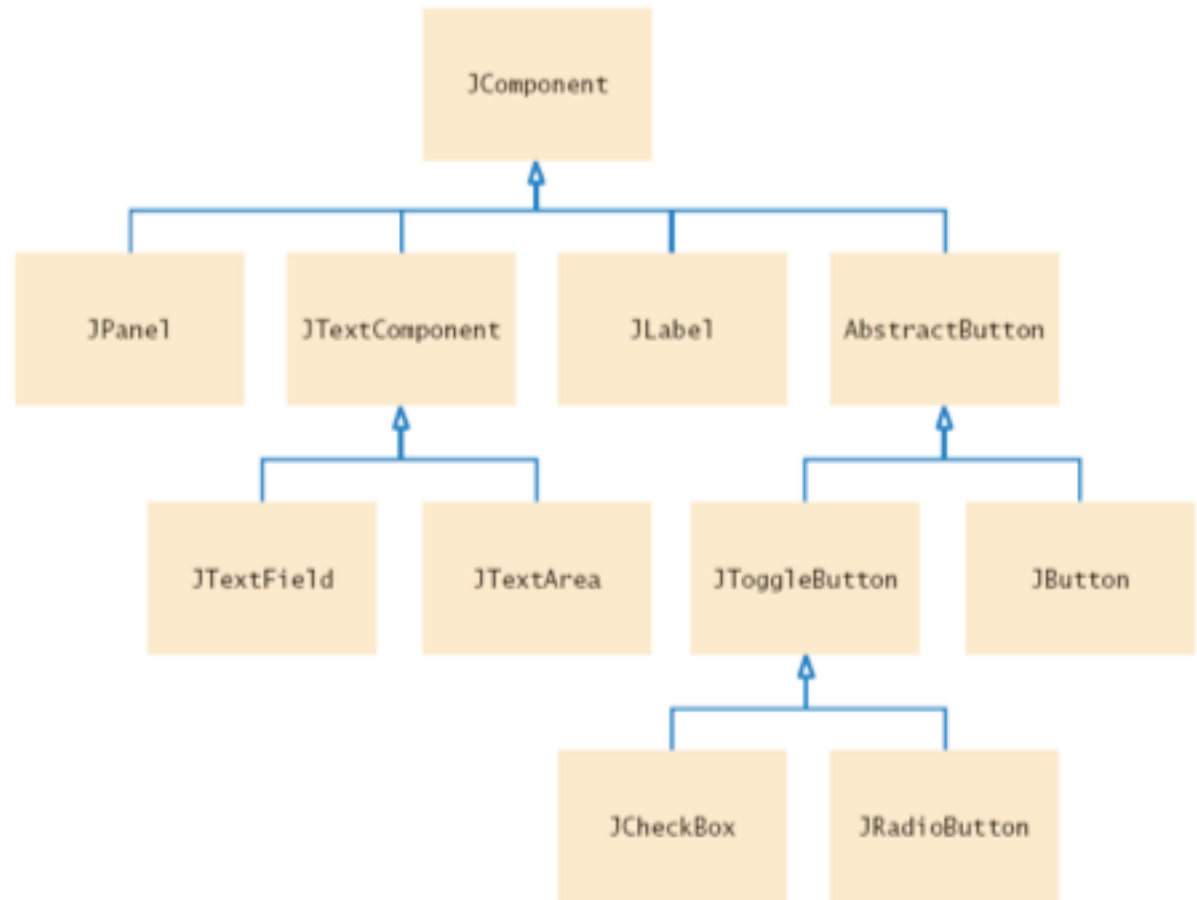 JComponent
JPanel
JTextComponent
JLabel
AbstractButton
JTextField
JTextArea
JToggleButton
JButton
JCheckBox
JRadioButton